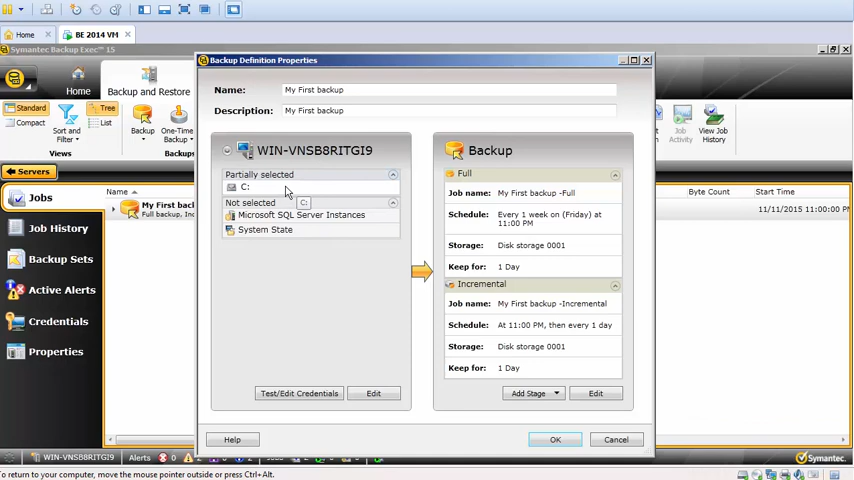 Home
BE 2014 VM
Symantec Backup Exec™ 15
Home
Backup and Restore
Standard
Compact
Sort and Filter
Tree
List
Views
Backup
One-Time Backup
Backups
Job Activity
View Job History
Servers
Jobs
Job History
Backup Sets
Active Alerts
Credentials
Properties
Name
My First back
Full backup, Inc
Byte Count
Start Time
11/11/2015 11:00:00
Backup Definition Properties
Name:
My First backup
Description:
My First backup
WIN-VNSB8RITGI9
Partially selected
C:
Not selected
C:
Microsoft SQL Server Instances
System State
Test/Edit Credentials
Edit
Backup
Full
Job name: My First backup -Full
Schedule: Every 1 week on (Friday) at
11:00 PM
Storage: Disk storage 0001
Keep for: 1 Day
Incremental
Job name: My First backup -Incremental
Schedule: At 11:00 PM, then every 1 day
Storage: Disk storage 0001
Keep for: 1 Day
Add Stage
Edit
Help
OK
Cancel
WIN-VNSB8RITGI9
Alerts
Symantec.
To return to your computer, move the mouse pointer outside or press Ctrl+Alt.